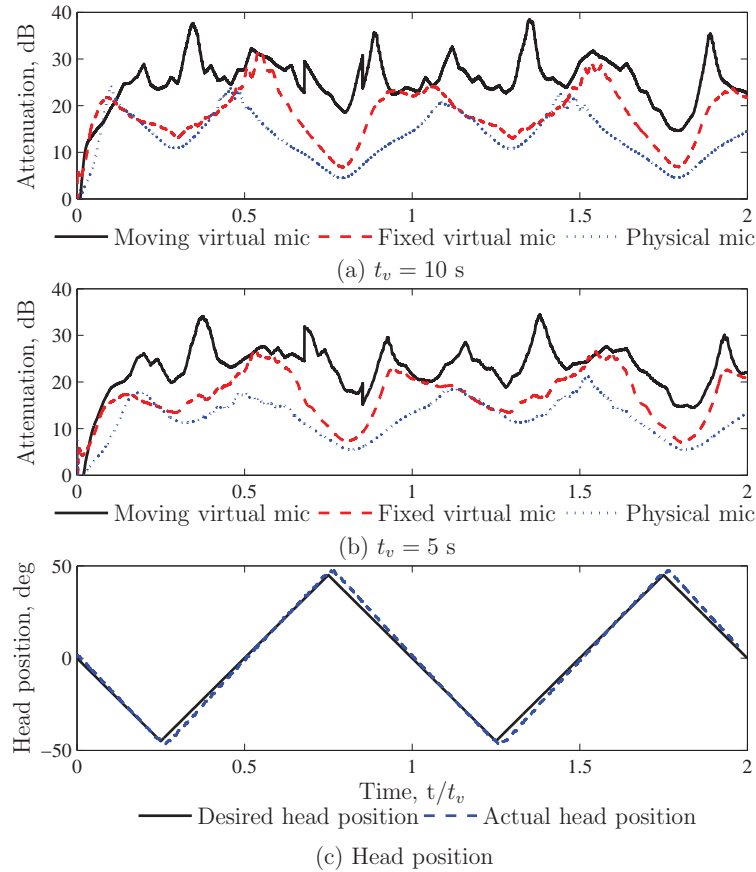 40
30
20
10
0
Attenuation, dB
0 0.5 1 1.5 2
Moving virtual mic Fixed virtual mic Physical mic
(a) t_v = 10 s
40
30
20
10
0
Attenuation, dB
0 0.5 1 1.5 2
Moving virtual mic Fixed virtual mic Physical mic
(b) t_v = 5 s
50
0
−50
Head position, deg
0 0.5 1 1.5 2
Time, t/t_v
Desired head position Actual head position
(c) Head position